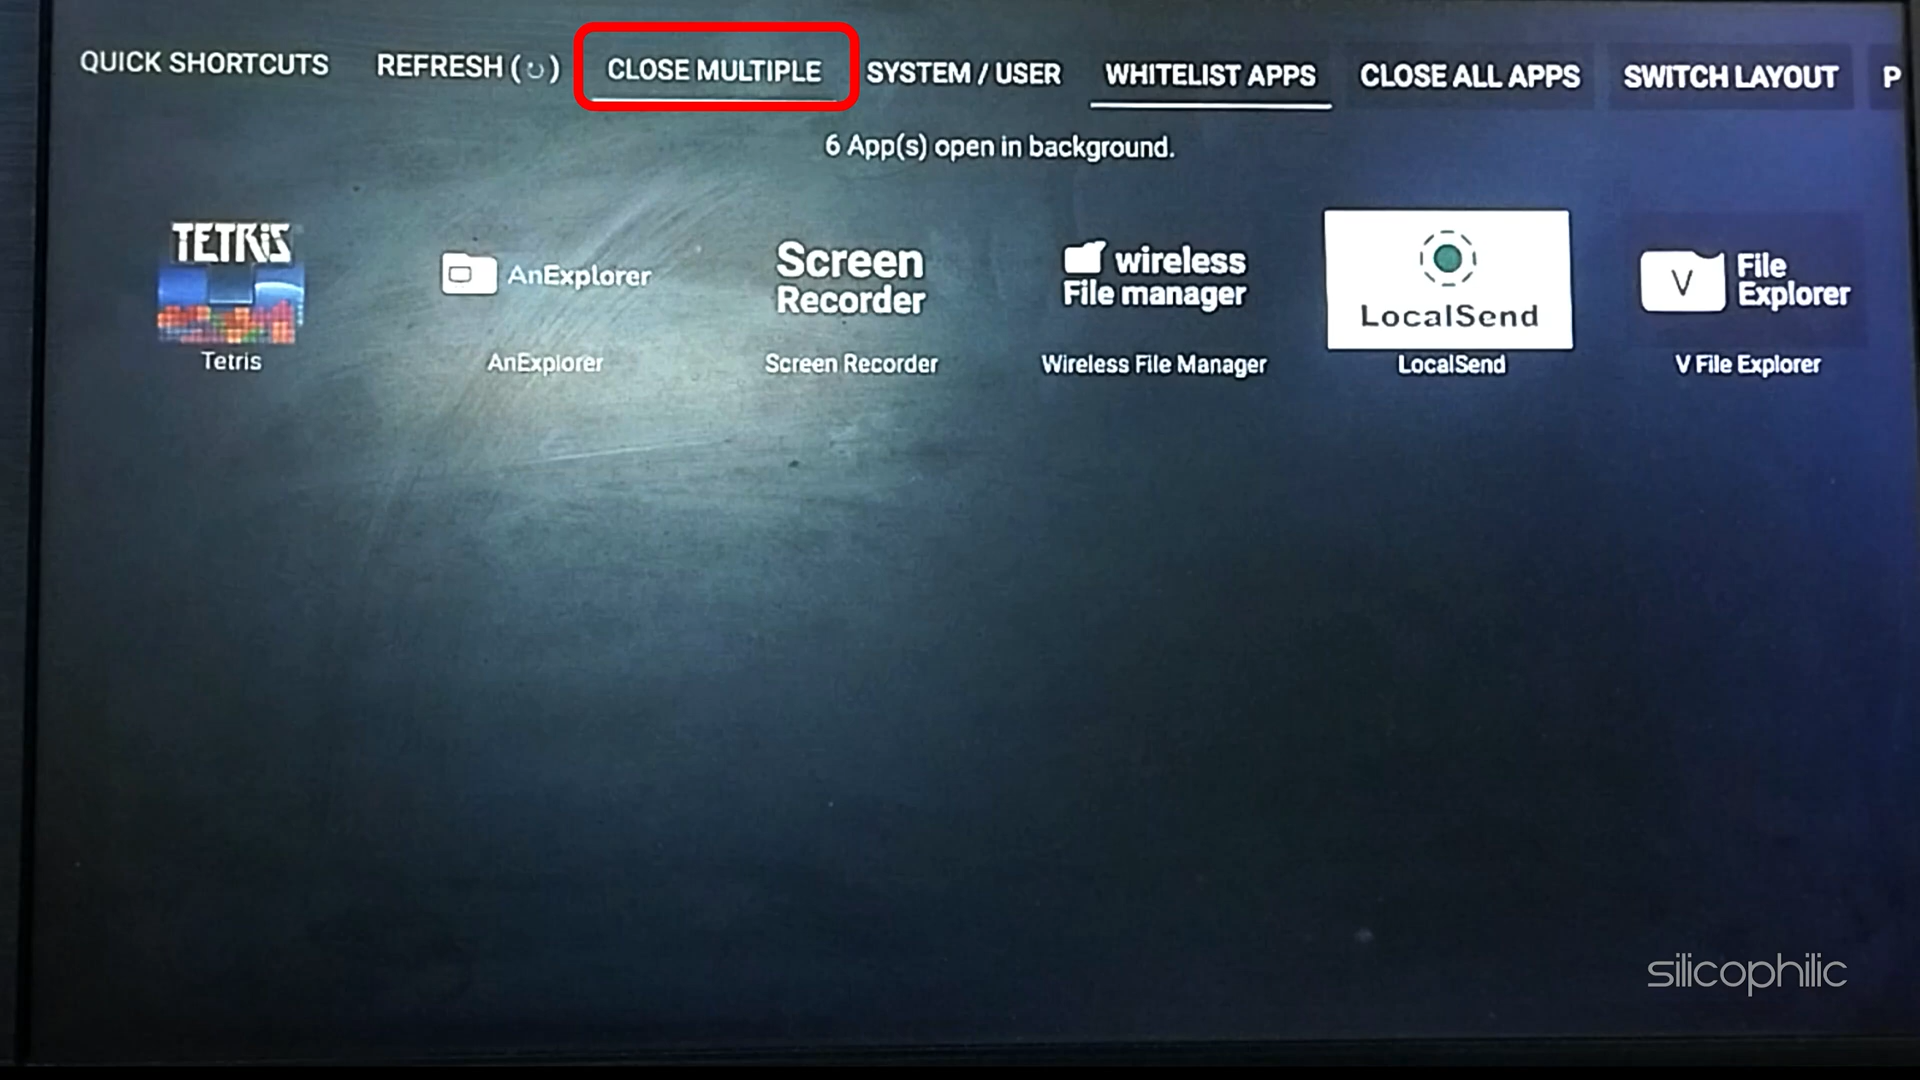 QUICK SHORTCUTS REFRESH (↻) CLOSE MULTIPLE SYSTEM / USER WHITELIST APPS CLOSE ALL APPS SWITCH LAYOUT P
6 App(s) open in background.
TETRiS
AnExplorer
Screen
Recorder
wireless
File manager
LocalSend
V
File
Explorer
Tetris AnExplorer Screen Recorder Wireless File Manager LocalSend V File Explorer
silicophilic